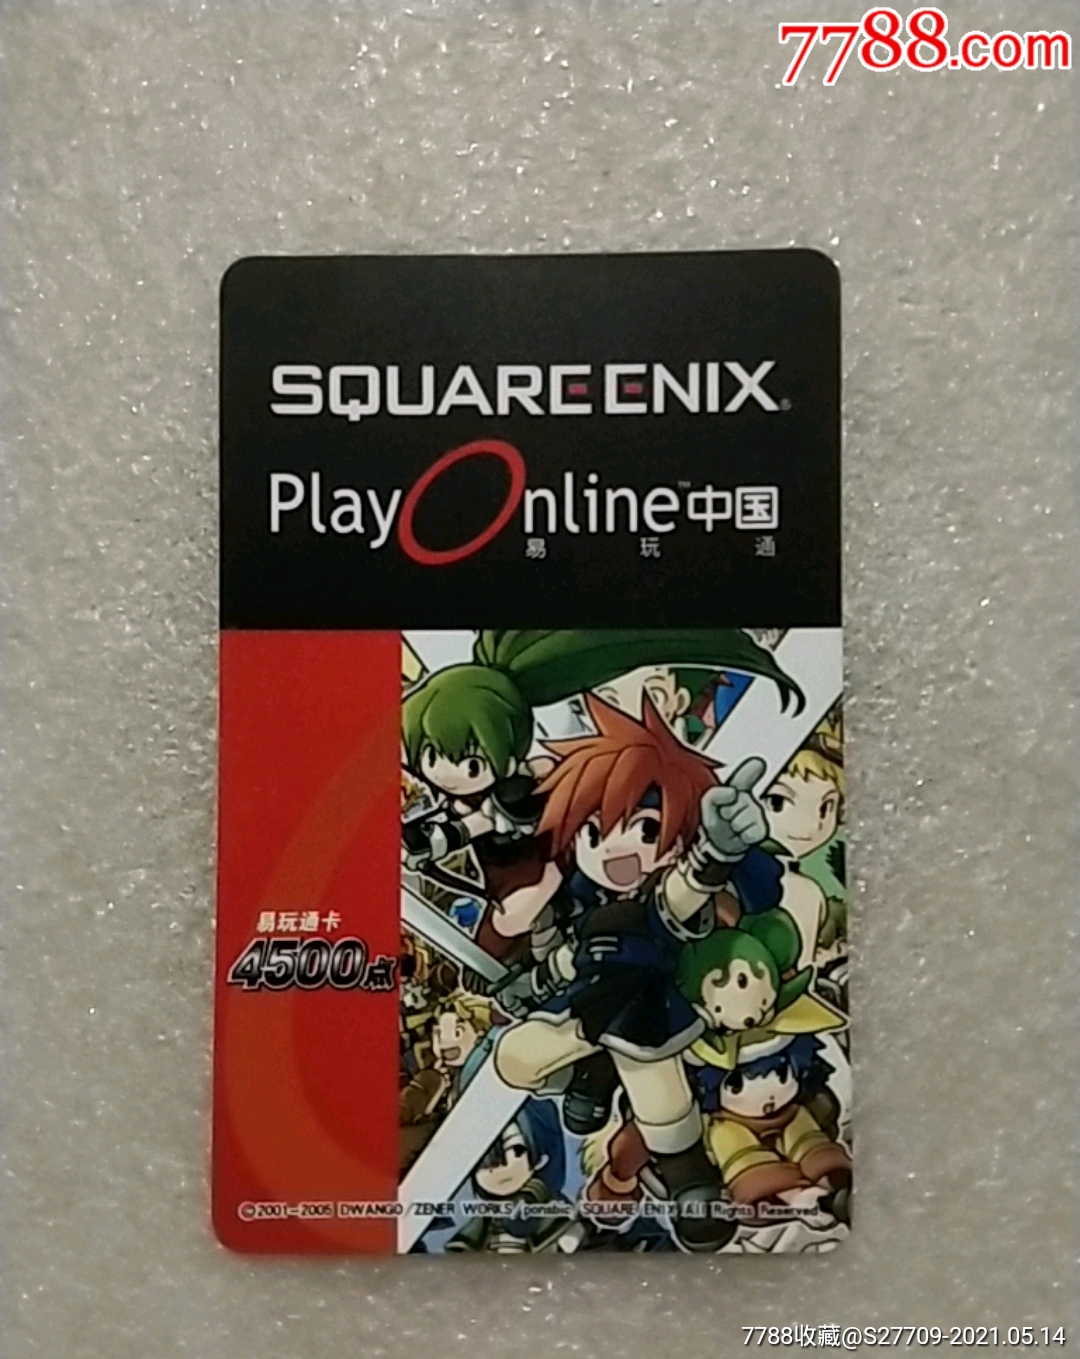 7788.com
SQUARE ENIX®
PlayOnline™中国
易玩通
易玩通卡
4500点
©2001-2005 DWANGO/ZENER WORKS/ponsbic SQUARE ENIX All Rights Reserved
7788收藏@S27709-2021.05.14